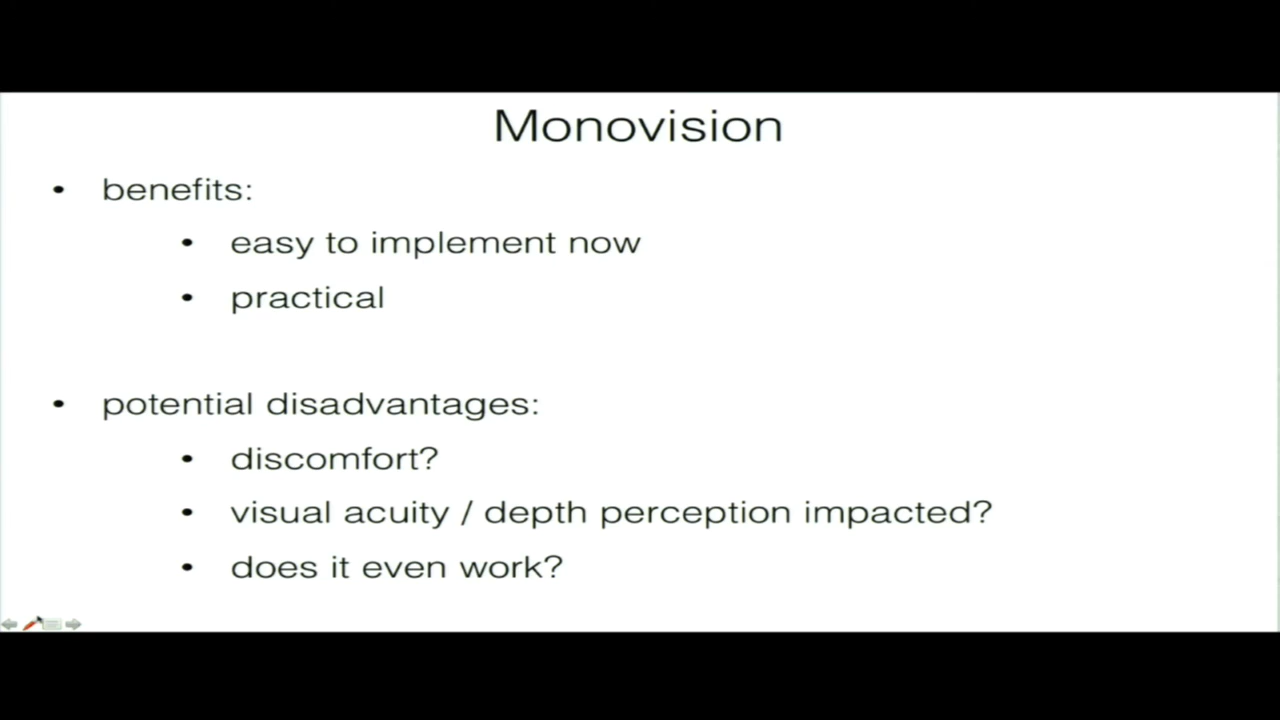 Monovision
• benefits:
• easy to implement now
• practical
• potential disadvantages:
• discomfort?
• visual acuity / depth perception impacted?
• does it even work?